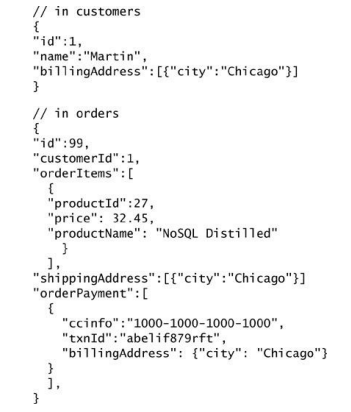 // in customers
{
"id":1,
"name":"Martin",
"billingAddress":[{"city":"Chicago"}]
}
// in orders
{
"id":99,
"customerId":1,
"orderItems":[
{
"productId":27,
"price": 32.45,
"productName": "NoSQL Distilled"
}
],
"shippingAddress":[{"city":"Chicago"}]
"orderPayment":[
{
"ccinfo":"1000-1000-1000-1000",
"txnId":"abelif879rft",
"billingAddress": {"city": "Chicago"}
}
],
}